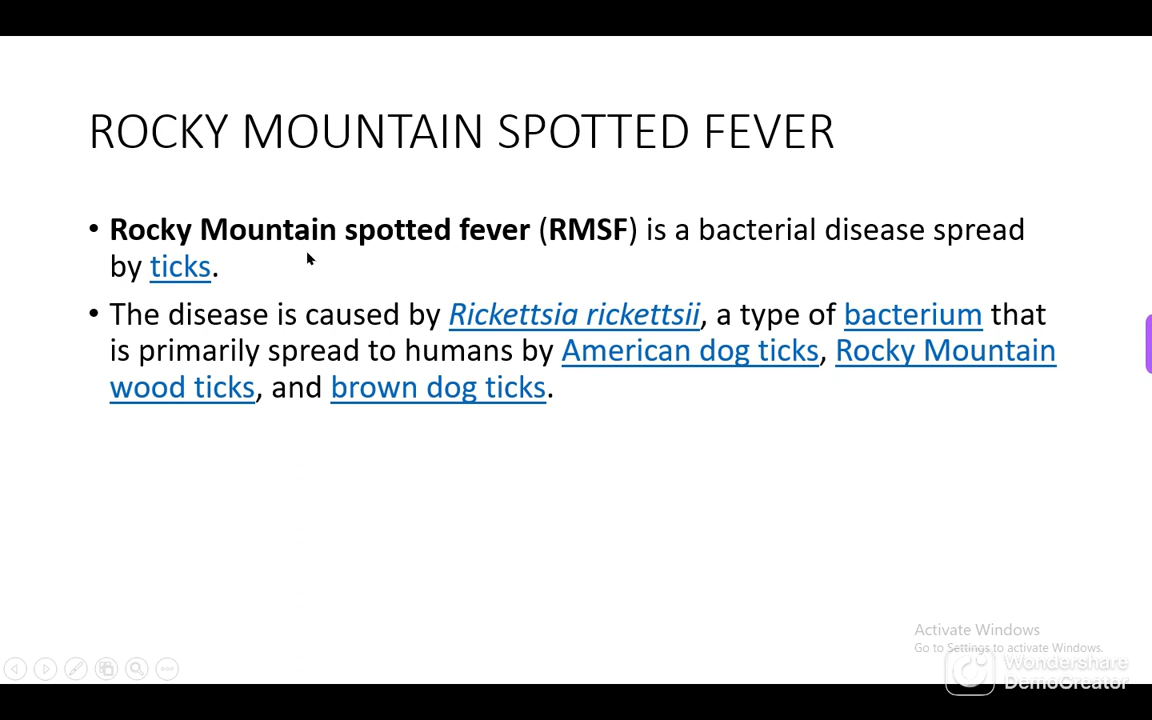 ROCKY MOUNTAIN SPOTTED FEVER
• Rocky Mountain spotted fever (RMSF) is a bacterial disease spread
by ticks.
• The disease is caused by Rickettsia rickettsii, a type of bacterium that
is primarily spread to humans by American dog ticks, Rocky Mountain
wood ticks, and brown dog ticks.
Activate Windows
Go to Settings to activate Windows.
Wondershare
DemoCreator